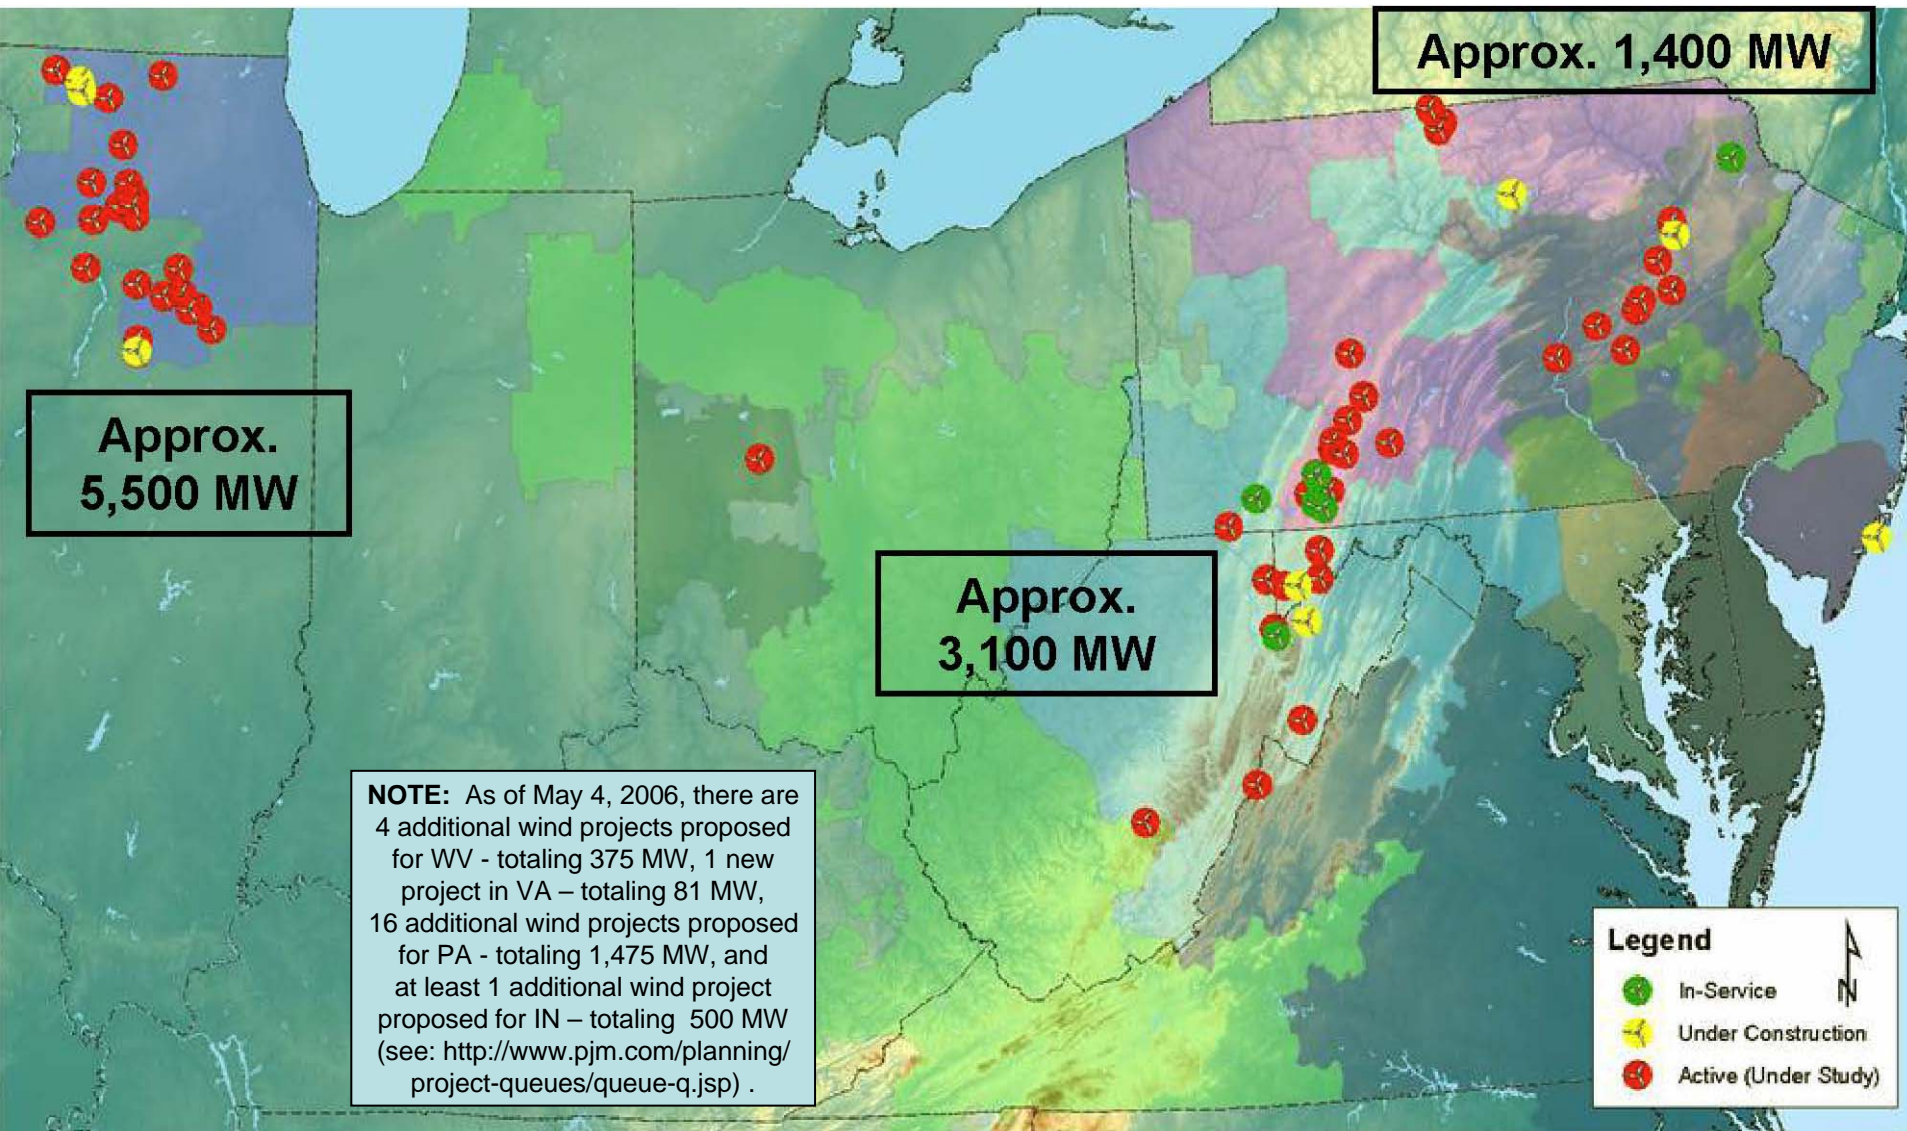 Approx. 1,400 MW
Approx.
5,500 MW
Approx.
3,100 MW
NOTE: As of May 4, 2006, there are
4 additional wind projects proposed
for WV - totaling 375 MW, 1 new
project in VA – totaling 81 MW,
16 additional wind projects proposed
for PA - totaling 1,475 MW, and
at least 1 additional wind project
proposed for IN – totaling 500 MW
(see: http://www.pjm.com/planning/
project-queues/queue-q.jsp) .
Legend
N
In-Service
Under Construction
Active (Under Study)